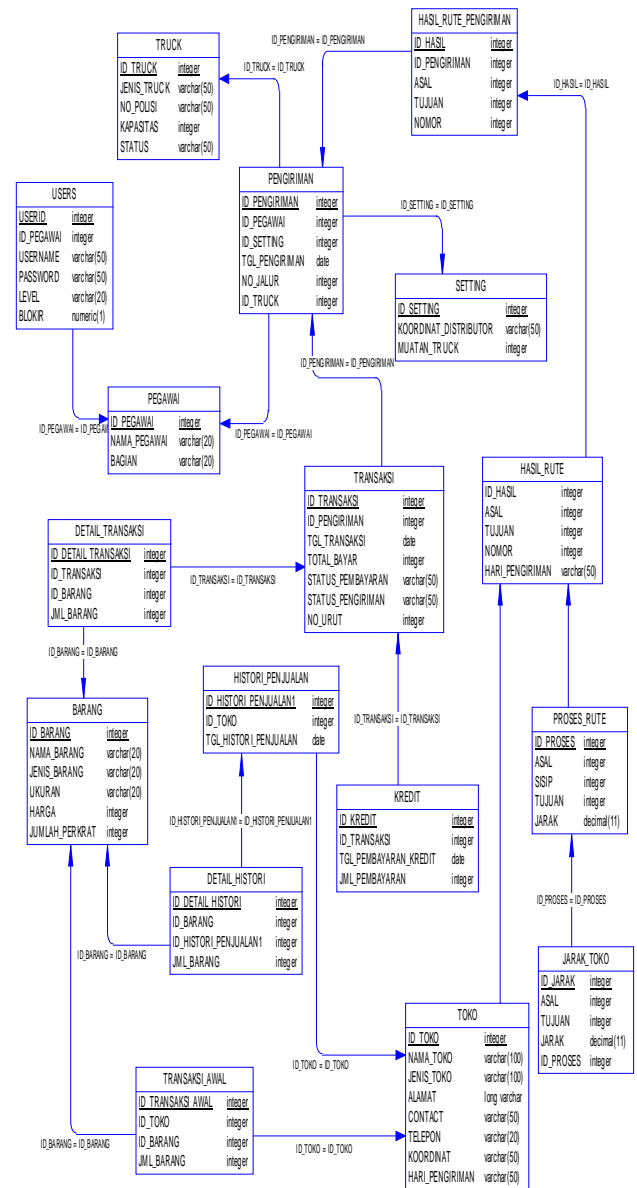 HASIL_RUTE_PENGIRIMAN
ID_HASIL integer
ID_PENGIRIMAN integer
ASAL integer
TUJUAN integer
NOMOR integer
ID_PENGIRIMAN = ID_PENGIRIMAN
TRUCK
ID_TRUCK integer
JENIS_TRUCK varchar(50)
NO_POLISI varchar(50)
KAPASITAS integer
STATUS varchar(50)
ID_TRUCK = ID_TRUCK
ID_HASIL = ID_HASIL
PENGIRIMAN
ID_PENGIRIMAN integer
ID_PEGAWAI integer
ID_SETTING integer
TGL_PENGIRIMAN date
NO_JALUR integer
ID_TRUCK integer
USERS
USERID integer
ID_PEGAWAI integer
USERNAME varchar(50)
PASSWORD varchar(50)
LEVEL varchar(20)
BLOKIR numeric(1)
ID_SETTING = ID_SETTING
SETTING
ID_SETTING integer
KOORDINAT_DISTRIBUTOR varchar(50)
MUATAN_TRUCK integer
ID_PENGIRIMAN = ID_PENGIRIMAN
PEGAWAI
ID_PEGAWAI integer
NAMA_PEGAWAI varchar(20)
BAGIAN varchar(20)
ID_PEGAWAI = ID_PEGAWAI
ID_PEGAWAI = ID_PEGAWAI
TRANSAKSI
ID_TRANSAKSI integer
ID_PENGIRIMAN integer
TGL_TRANSAKSI date
TOTAL_BAYAR integer
STATUS_PEMBAYARAN varchar(50)
STATUS_PENGIRIMAN varchar(50)
NO_URUT integer
HASIL_RUTE
ID_HASIL integer
ASAL integer
TUJUAN integer
NOMOR integer
HARI_PENGIRIMAN varchar(50)
DETAIL_TRANSAKSI
ID_DETAIL_TRANSAKSI integer
ID_TRANSAKSI integer
ID_BARANG integer
JML_BARANG integer
ID_TRANSAKSI = ID_TRANSAKSI
ID_BARANG = ID_BARANG
HISTORI_PENJUALAN
ID_HISTORI_PENJUALAN1 integer
ID_TOKO integer
TGL_HISTORI_PENJUALAN date
BARANG
ID_BARANG integer
NAMA_BARANG varchar(20)
JENIS_BARANG varchar(20)
UKURAN varchar(20)
HARGA integer
JUMLAH_PERKRAT integer
ID_TRANSAKSI = ID_TRANSAKSI
PROSES_RUTE
ID_PROSES integer
ASAL integer
SISIP integer
TUJUAN integer
JARAK decimal(11)
KREDIT
ID_KREDIT integer
ID_TRANSAKSI integer
TGL_PEMBAYARAN_KREDIT date
JML_PEMBAYARAN integer
ID_HISTORI_PENJUALAN1 = ID_HISTORI_PENJUALAN1
DETAIL_HISTORI
ID_DETAIL_HISTORI integer
ID_BARANG integer
ID_HISTORI_PENJUALAN1 integer
JML_BARANG integer
ID_BARANG = ID_BARANG
ID_PROSES = ID_PROSES
JARAK_TOKO
ID_JARAK integer
ASAL integer
TUJUAN integer
JARAK decimal(11)
ID_PROSES integer
TOKO
ID_TOKO integer
NAMA_TOKO varchar(100)
JENIS_TOKO varchar(100)
ALAMAT long varchar
CONTACT varchar(50)
TELEPON varchar(20)
KOORDINAT varchar(50)
HARI_PENGIRIMAN varchar(50)
ID_TOKO = ID_TOKO
TRANSAKSI_AWAL
ID_TRANSAKSI_AWAL integer
ID_TOKO integer
ID_BARANG integer
JML_BARANG integer
ID_BARANG = ID_BARANG
ID_TOKO = ID_TOKO